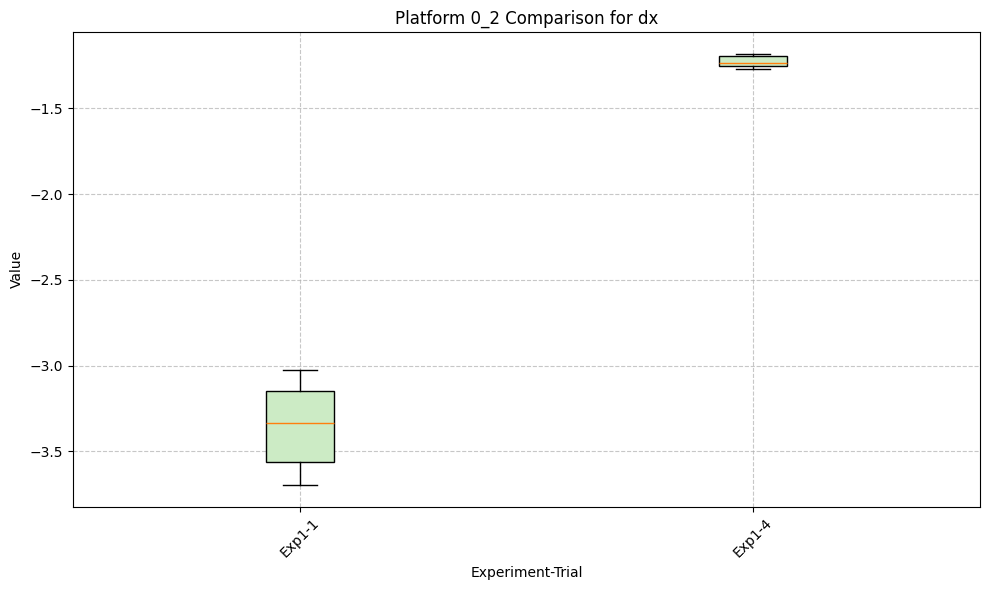 Platform 0_2 Comparison for dx
Value
−1.5
−2.0
−2.5
−3.0
−3.5
Exp1-1
Exp1-4
Experiment-Trial